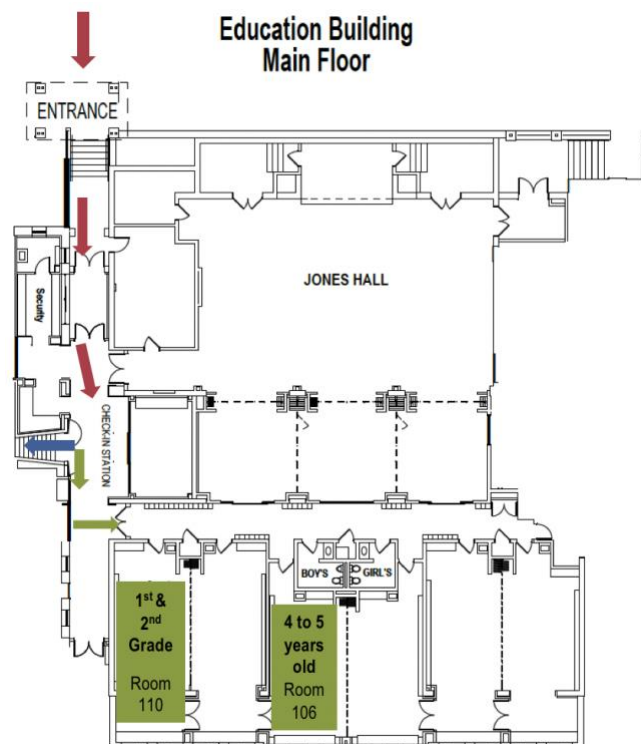 Education Building
Main Floor
ENTRANCE
JONES HALL
Security
CHECK-IN STATION
BOY'S
GIRL'S
1st &
2nd
Grade
Room
110
4 to 5
years
old
Room
106